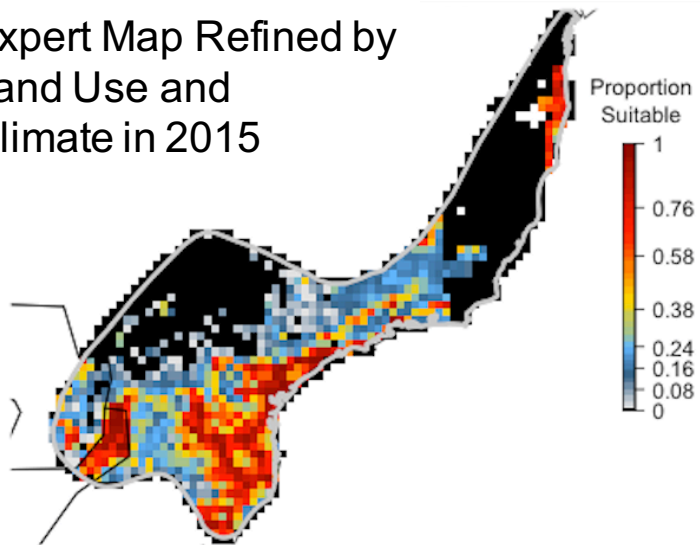 xpert Map Refined by
and Use and
limate in 2015
Proportion
Suitable
1
0.76
0.58
0.38
0.24
0.16
0.08
0